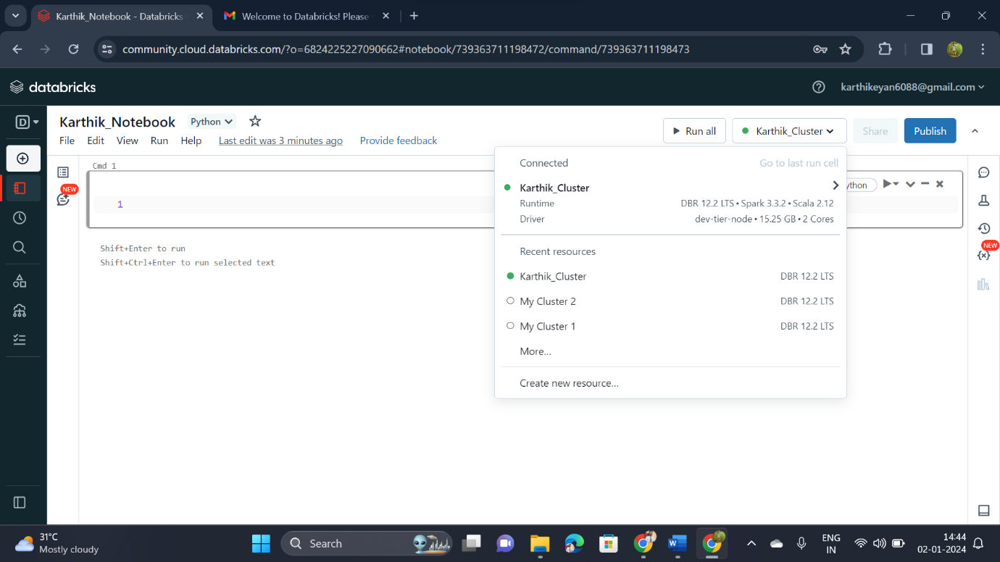 Karthik_Notebook - Databricks
Welcome to Databricks! Please
community.cloud.databricks.com/?o=6824225227090662#notebook/739363711198472/command/739363711198473
databricks
karthikeyan6088@gmail.com
D
Karthik_Notebook
Python
File Edit View Run Help Last edit was 3 minutes ago Provide feedback
Run all
Karthik_Cluster
Share
Publish
Cmd 1
NEW
1
Shift+Enter to run
Shift+Ctrl+Enter to run selected text
Connected
Go to last run cell
Karthik_Cluster
Runtime DBR 12.2 LTS • Spark 3.3.2 • Scala 2.12
Driver dev-tier-node • 15.25 GB • 2 Cores
Recent resources
Karthik_Cluster DBR 12.2 LTS
My Cluster 2 DBR 12.2 LTS
My Cluster 1 DBR 12.2 LTS
More...
Create new resource...
ython
NEW
31°C
Mostly cloudy
Search
ENG
IN
14:44
02-01-2024